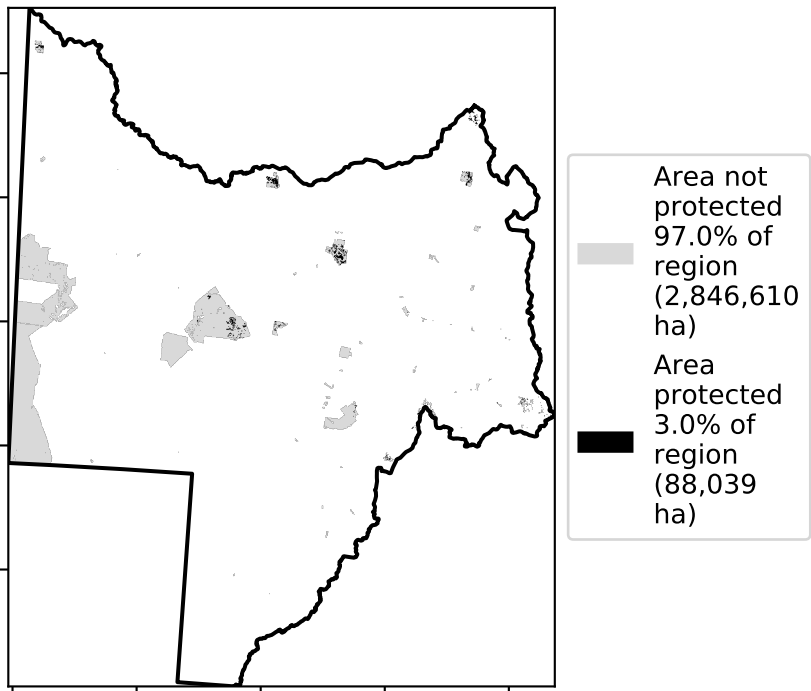 Area not
protected
97.0% of
region
(2,846,610
ha)
Area
protected
3.0% of
region
(88,039
ha)